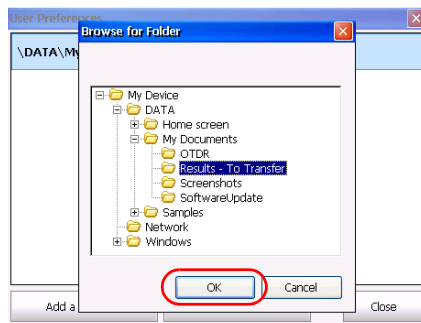 User Preferences
Browse for Folder
\DATA\My
My Device
DATA
Home screen
My Documents
OTDR
Results - To Transfer
Screenshots
SoftwareUpdate
Samples
Network
Windows
OK
Cancel
Add a
Close